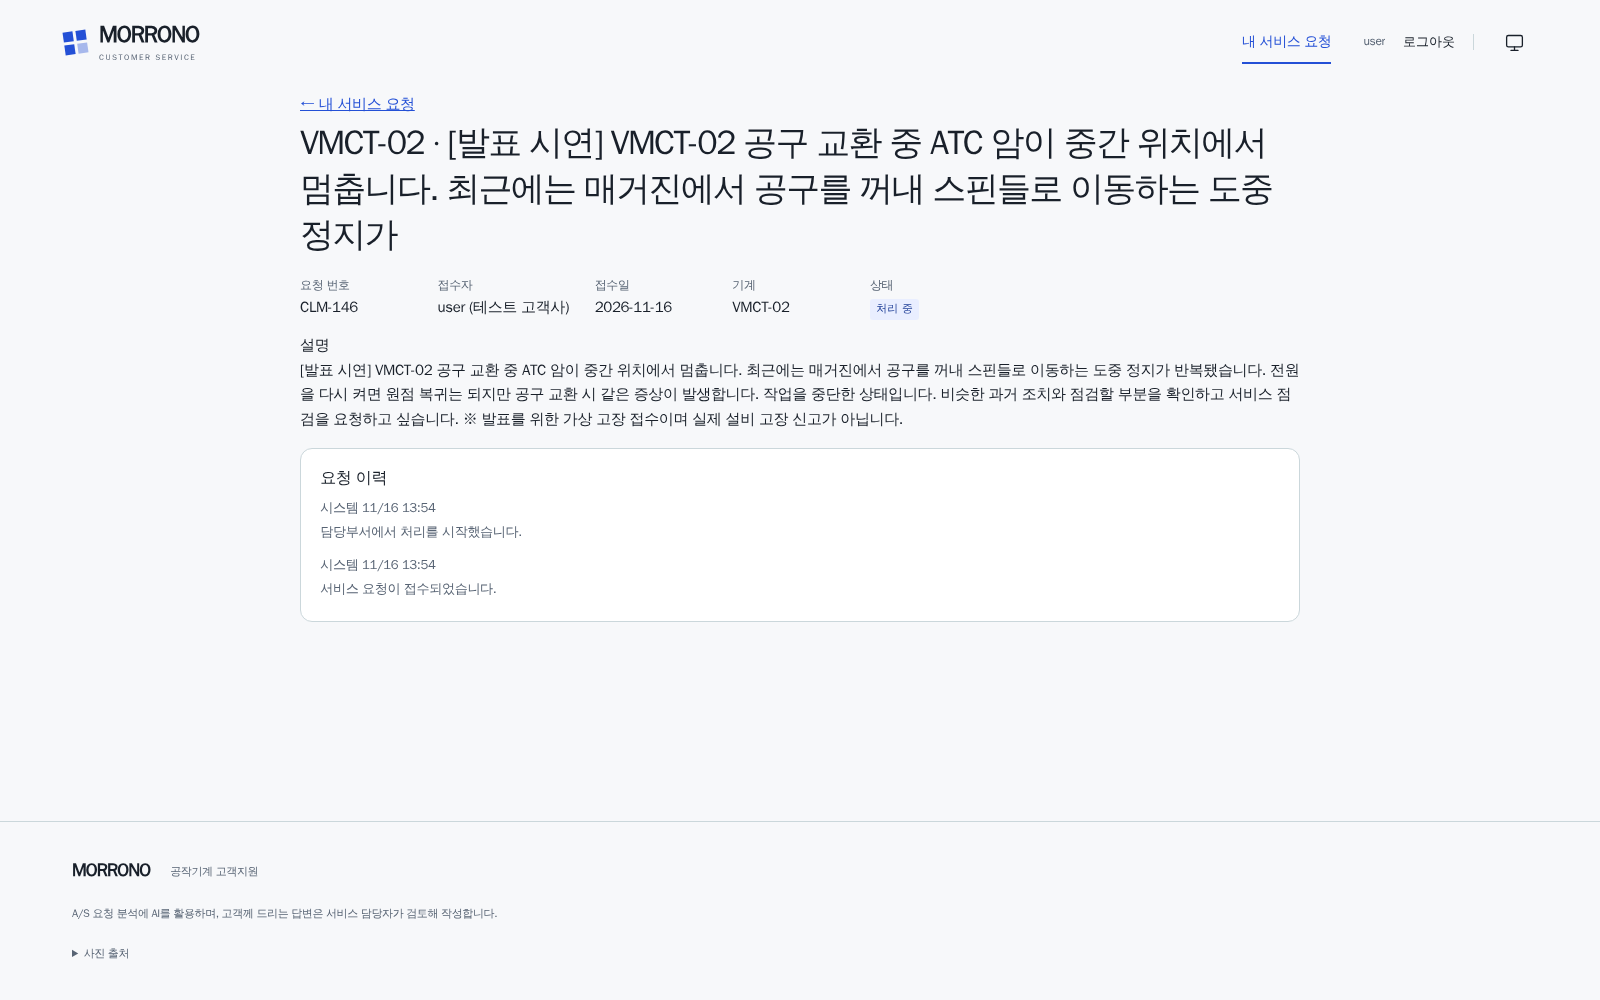 MORRONO
CUSTOMER SERVICE
내 서비스 요청
user
로그아웃
← 내 서비스 요청
VMCT-02 · [발표 시연] VMCT-02 공구 교환 중 ATC 암이 중간 위치에서
멈춥니다. 최근에는 매거진에서 공구를 꺼내 스핀들로 이동하는 도중
정지가
요청 번호
CLM-146
접수자
user (테스트 고객사)
접수일
2026-11-16
기계
VMCT-02
상태
처리 중
설명
[발표 시연] VMCT-02 공구 교환 중 ATC 암이 중간 위치에서 멈춥니다. 최근에는 매거진에서 공구를 꺼내 스핀들로 이동하는 도중 정지가 반복됐습니다. 전원
을 다시 켜면 원점 복귀는 되지만 공구 교환 시 같은 증상이 발생합니다. 작업을 중단한 상태입니다. 비슷한 과거 조치와 점검할 부분을 확인하고 서비스 점
검을 요청하고 싶습니다. ※ 발표를 위한 가상 고장 접수이며 실제 설비 고장 신고가 아닙니다.
요청 이력
시스템 11/16 13:54
담당부서에서 처리를 시작했습니다.
시스템 11/16 13:54
서비스 요청이 접수되었습니다.
MORRONO
공작기계 고객지원
A/S 요청 분석에 AI를 활용하며, 고객께 드리는 답변은 서비스 담당자가 검토해 작성합니다.
▶ 사진 출처